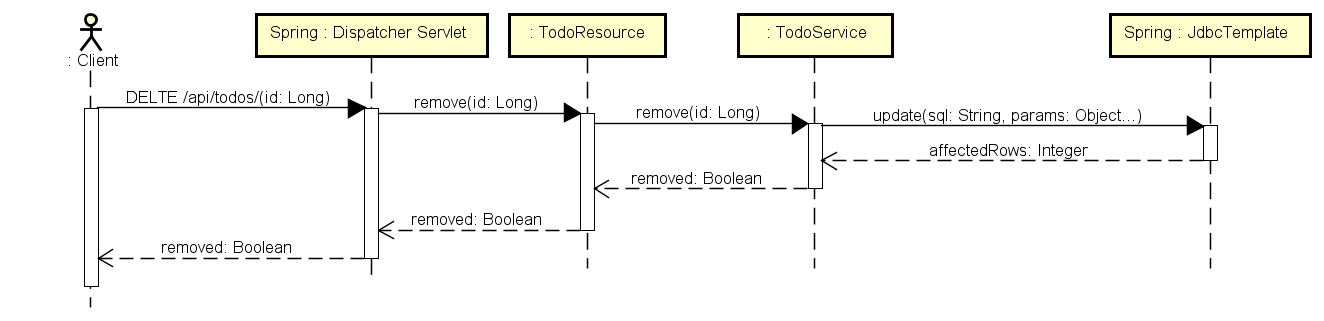 Spring : Dispatcher Servlet
: TodoResource
: TodoService
Spring : JdbcTemplate
: Client
DELTE /api/todos/(id: Long)
remove(id: Long)
remove(id: Long)
update(sql: String, params: Object...)
affectedRows: Integer
removed: Boolean
removed: Boolean
removed: Boolean